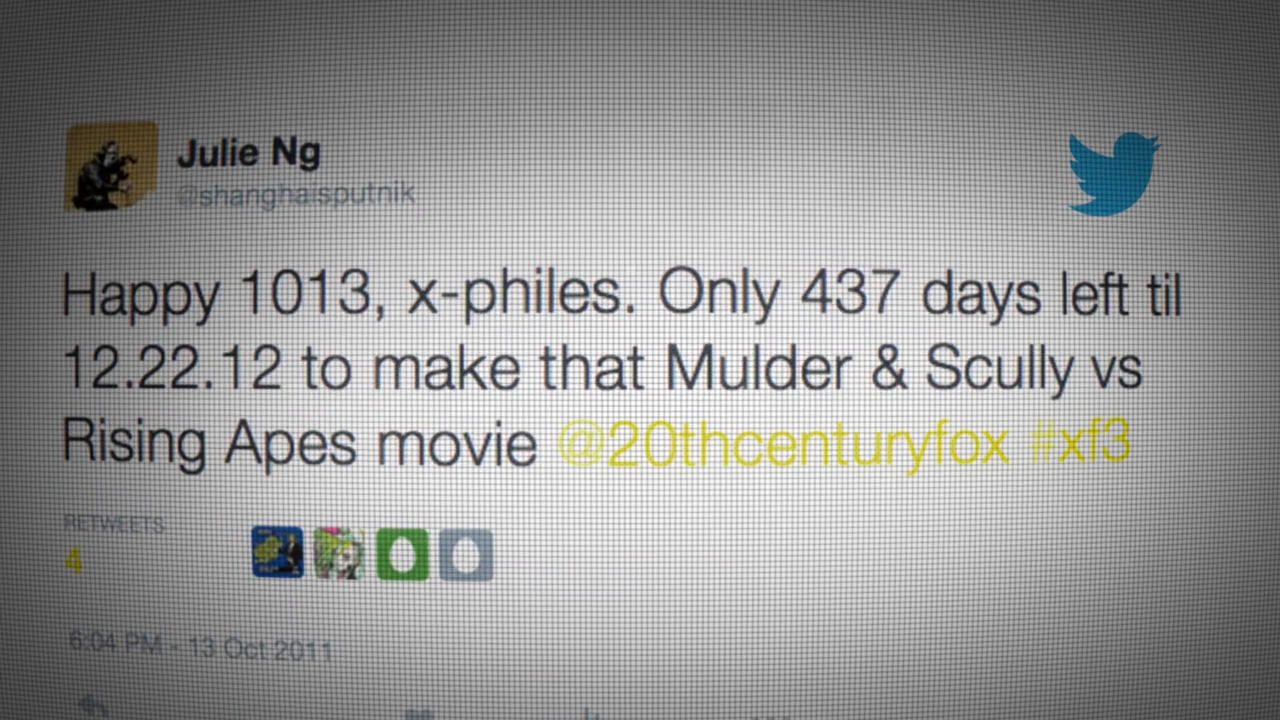 Julie Ng
@shanghaisputnik
Happy 1013, x-philes. Only 437 days left til
12.22.12 to make that Mulder & Scully vs
Rising Apes movie @20thcenturyfox #xf3
RETWEETS
4
6:04 PM - 13 Oct 2011